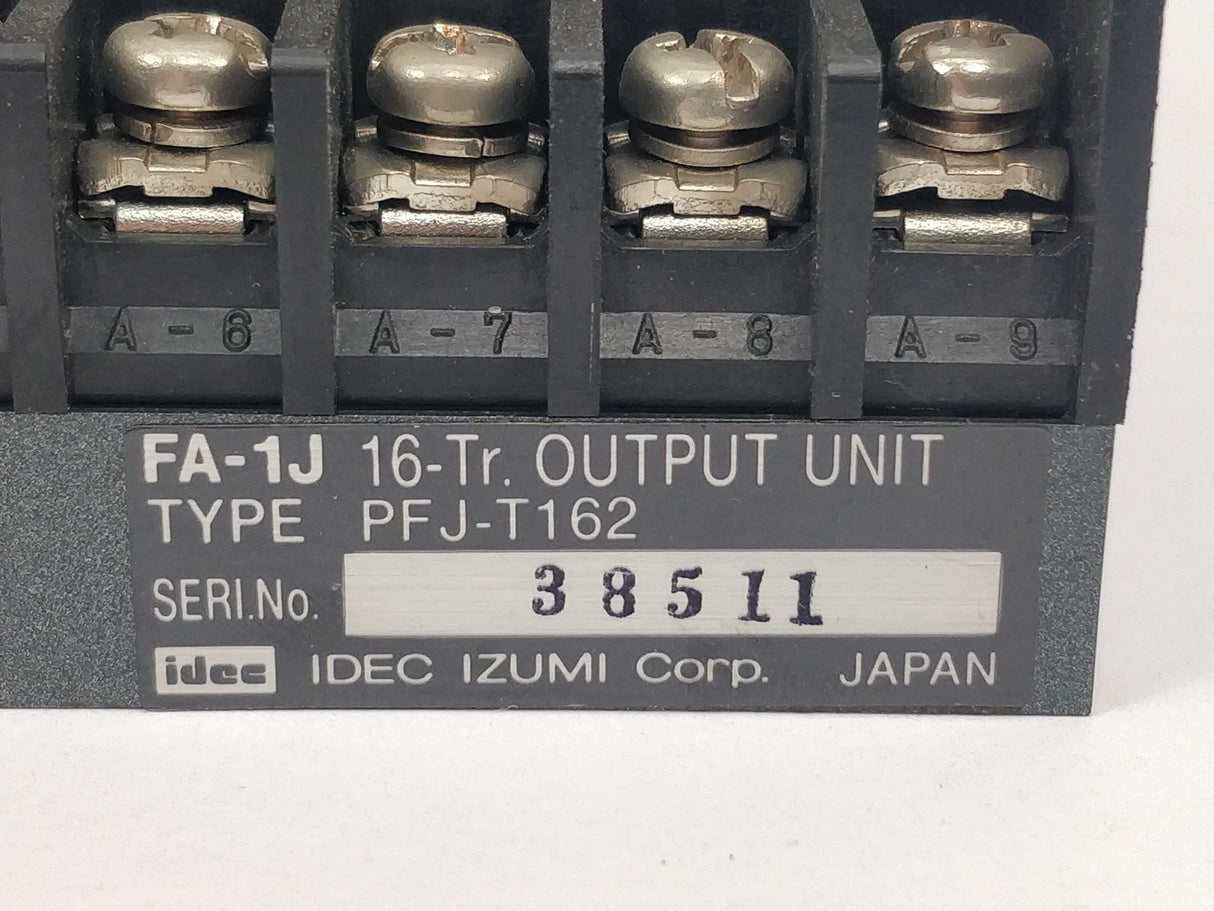 A - 6 A - 7 A - 8 A - 9
FA-1J 16-Tr. OUTPUT UNIT
TYPE PFJ-T162
SERI.No. 38511
idec IDEC IZUMI Corp. JAPAN